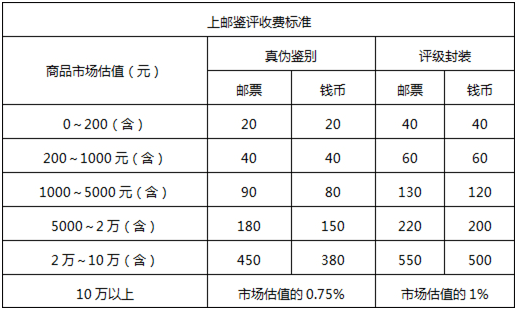 上邮鉴评收费标准
商品市场估值（元） 真伪鉴别 评级封装
邮票 钱币 邮票 钱币
0～200（含） 20 20 40 40
200～1000元（含） 40 40 60 60
1000～5000元（含） 90 80 130 120
5000～2万（含） 180 150 220 200
2万～10万（含） 450 380 550 500
10万以上 市场估值的0.75% 市场估值的1%